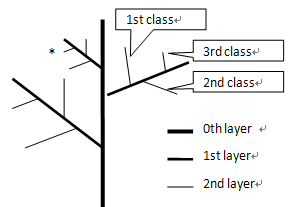 1st class↵
3rd class↵
*
2nd class↵
0th layer ↵
1st layer↵
2nd layer↵